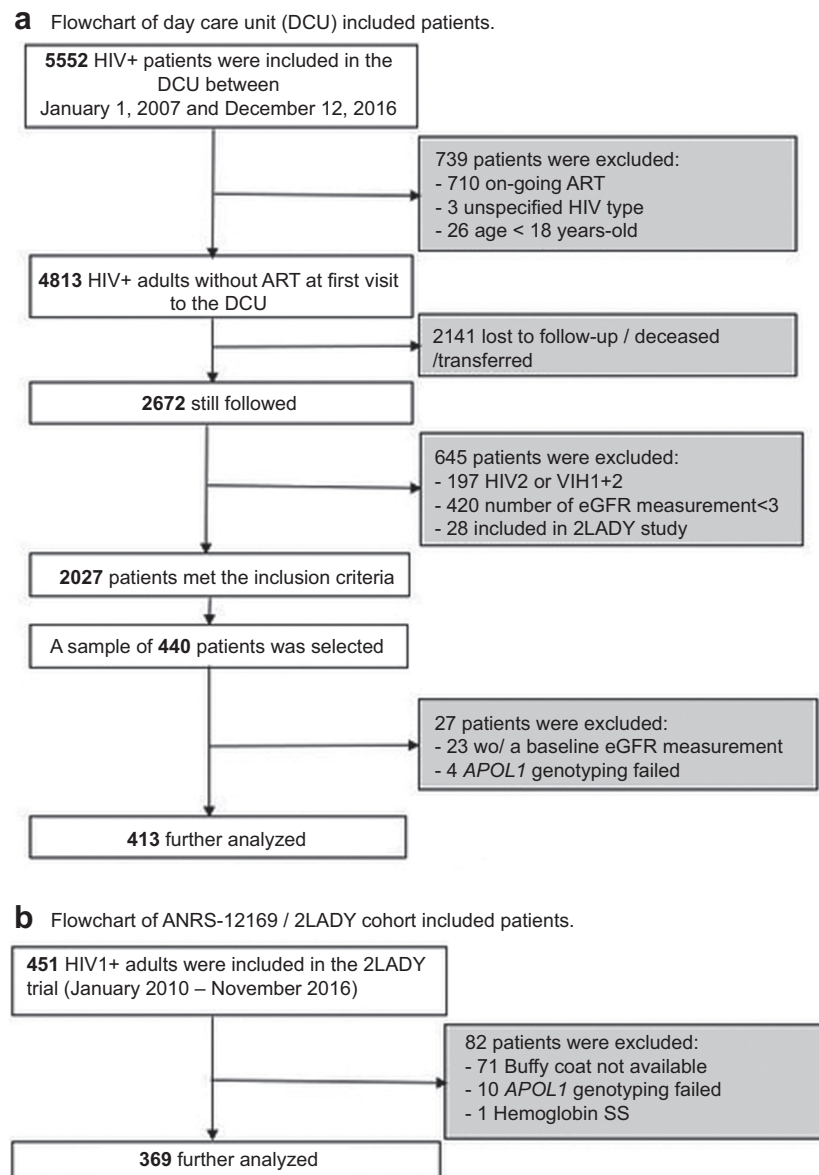 a Flowchart of day care unit (DCU) included patients.
5552 HIV+ patients were included in the
DCU between
January 1, 2007 and December 12, 2016
739 patients were excluded:
- 710 on-going ART
- 3 unspecified HIV type
- 26 age < 18 years-old
4813 HIV+ adults without ART at first visit
to the DCU
2141 lost to follow-up / deceased
/transferred
2672 still followed
645 patients were excluded:
- 197 HIV2 or VIH1+2
- 420 number of eGFR measurement<3
- 28 included in 2LADY study
2027 patients met the inclusion criteria
A sample of 440 patients was selected
27 patients were excluded:
- 23 wo/ a baseline eGFR measurement
- 4 APOL1 genotyping failed
413 further analyzed
b Flowchart of ANRS-12169 / 2LADY cohort included patients.
451 HIV1+ adults were included in the 2LADY
trial (January 2010 – November 2016)
82 patients were excluded:
- 71 Buffy coat not available
- 10 APOL1 genotyping failed
- 1 Hemoglobin SS
369 further analyzed